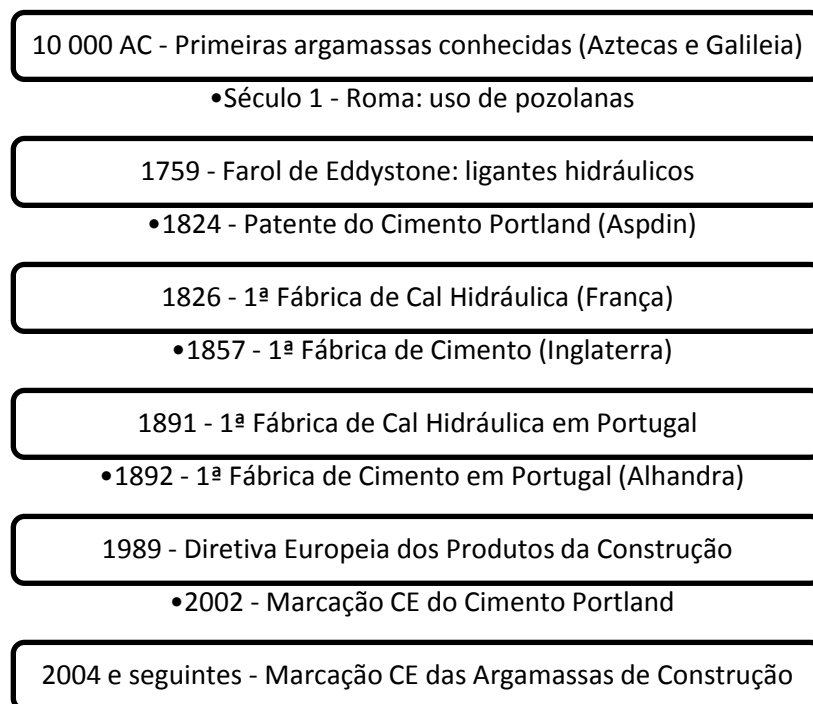 10 000 AC - Primeiras argamassas conhecidas (Aztecas e Galileia)
•Século 1 - Roma: uso de pozolanas
1759 - Farol de Eddystone: ligantes hidráulicos
•1824 - Patente do Cimento Portland (Aspdin)
1826 - 1ª Fábrica de Cal Hidráulica (França)
•1857 - 1ª Fábrica de Cimento (Inglaterra)
1891 - 1ª Fábrica de Cal Hidráulica em Portugal
•1892 - 1ª Fábrica de Cimento em Portugal (Alhandra)
1989 - Diretiva Europeia dos Produtos da Construção
•2002 - Marcação CE do Cimento Portland
2004 e seguintes - Marcação CE das Argamassas de Construção